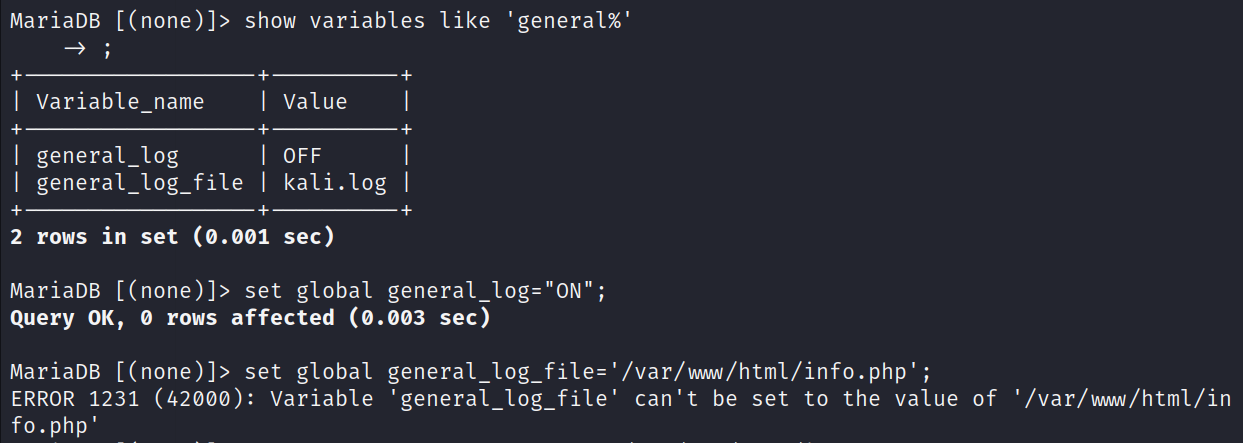 MariaDB [(none)]> show variables like 'general%'
    -> ;
+------------------+----------+
| Variable_name    | Value    |
+------------------+----------+
| general_log      | OFF      |
| general_log_file | kali.log |
+------------------+----------+
2 rows in set (0.001 sec)
MariaDB [(none)]> set global general_log="ON";
Query OK, 0 rows affected (0.003 sec)
MariaDB [(none)]> set global general_log_file='/var/www/html/info.php';
ERROR 1231 (42000): Variable 'general_log_file' can't be set to the value of '/var/www/html/in
fo.php'